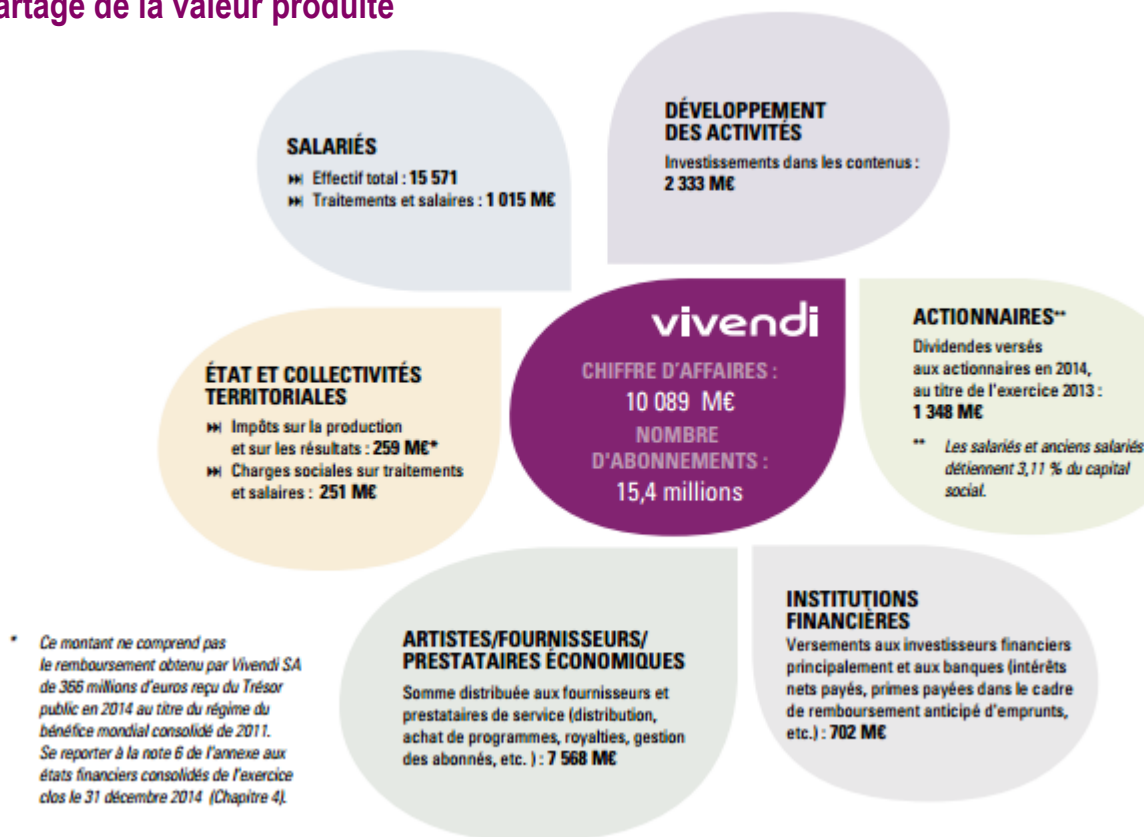 artage de la valeur produite
SALARIÉS
Effectif total : 15 571
Traitements et salaires : 1 015 M€
DÉVELOPPEMENT
DES ACTIVITÉS
Investissements dans les contenus :
2 333 M€
ÉTAT ET COLLECTIVITÉS
TERRITORIALES
Impôts sur la production
et sur les résultats : 259 M€*
Charges sociales sur traitements
et salaires : 251 M€
vivendi
CHIFFRE D'AFFAIRES :
10 089 M€
NOMBRE
D'ABONNEMENTS :
15,4 millions
ACTIONNAIRES**
Dividendes versés
aux actionnaires en 2014,
au titre de l'exercice 2013 :
1 348 M€
** Les salariés et anciens salariés
détiennent 3,11 % du capital
social.
* Ce montant ne comprend pas
le remboursement obtenu par Vivendi SA
de 366 millions d'euros reçu du Trésor
public en 2014 au titre du régime du
bénéfice mondial consolidé de 2011.
Se reporter à la note 6 de l'annexe aux
états financiers consolidés de l'exercice
clos le 31 décembre 2014 (Chapitre 4).
ARTISTES/FOURNISSEURS/
PRESTATAIRES ÉCONOMIQUES
Somme distribuée aux fournisseurs et
prestataires de service (distribution,
achat de programmes, royalties, gestion
des abonnés, etc. ) : 7 568 M€
INSTITUTIONS
FINANCIÈRES
Versements aux investisseurs financiers
principalement et aux banques (intérêts
nets payés, primes payées dans le cadre
de remboursement anticipé d'emprunts,
etc.) : 702 M€